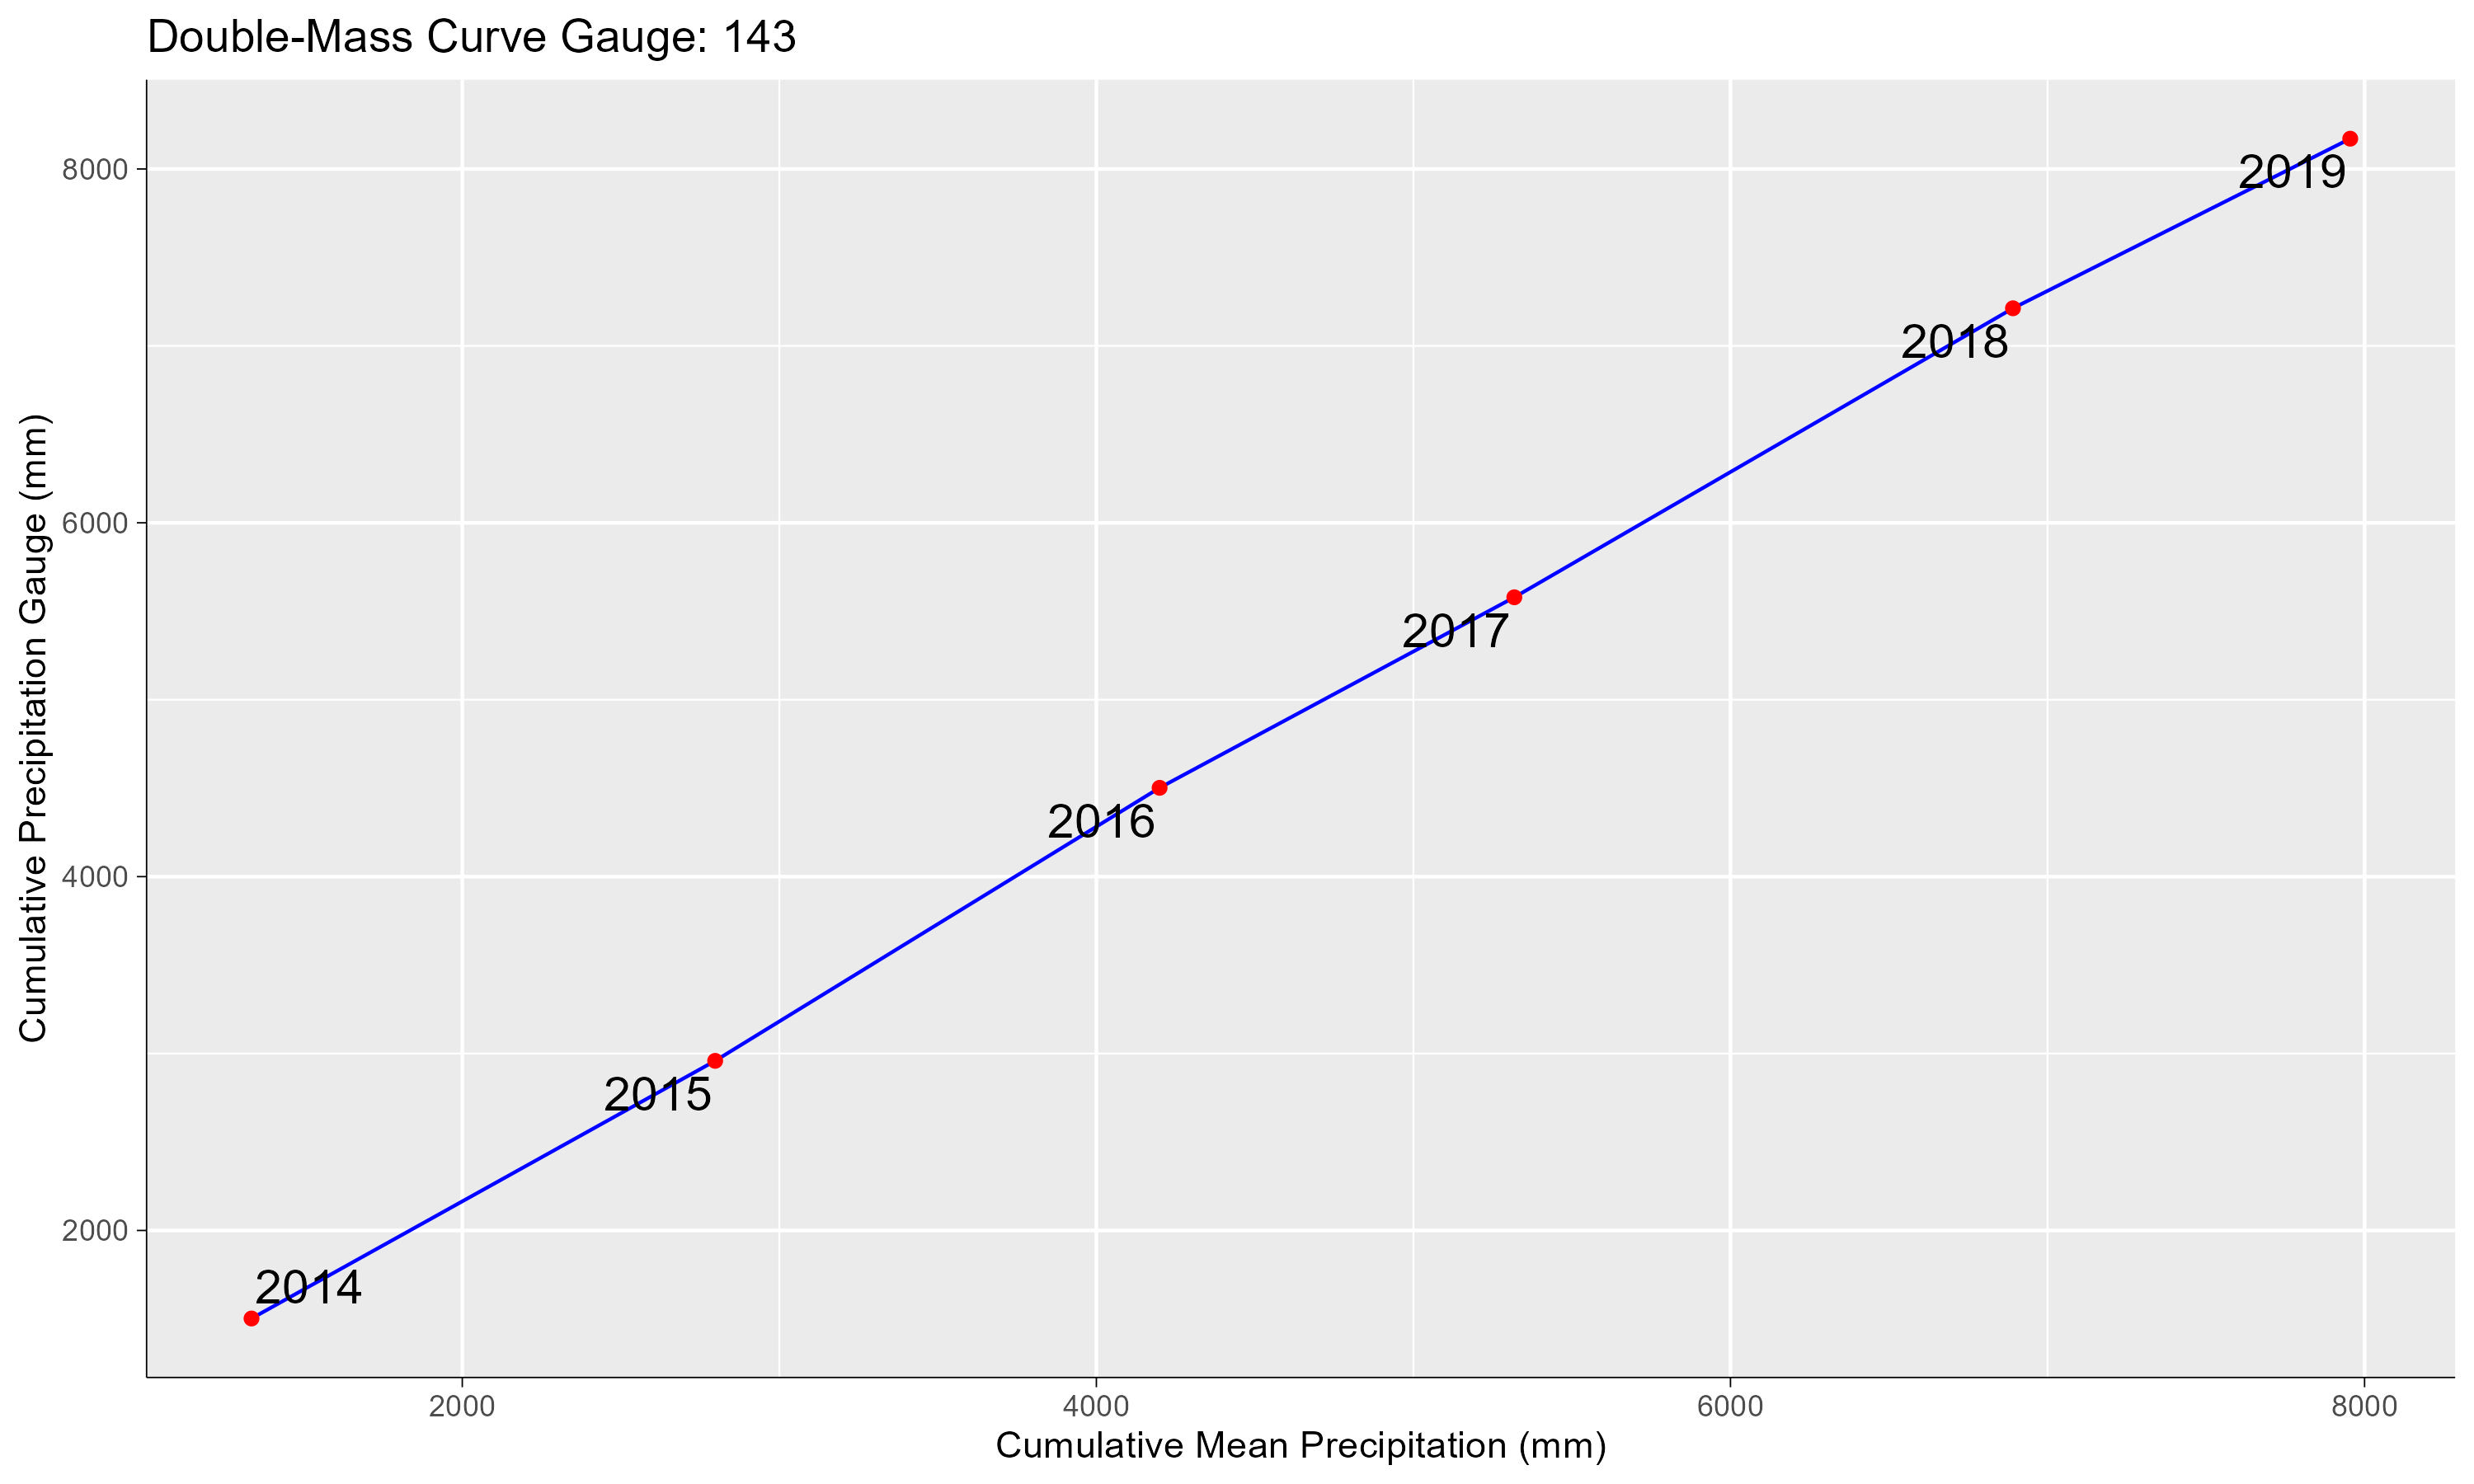 Double-Mass Curve Gauge: 143
Cumulative Precipitation Gauge (mm)
8000
6000
4000
2000
2019
2018
2017
2016
2015
2014
2000 4000 6000 8000
Cumulative Mean Precipitation (mm)